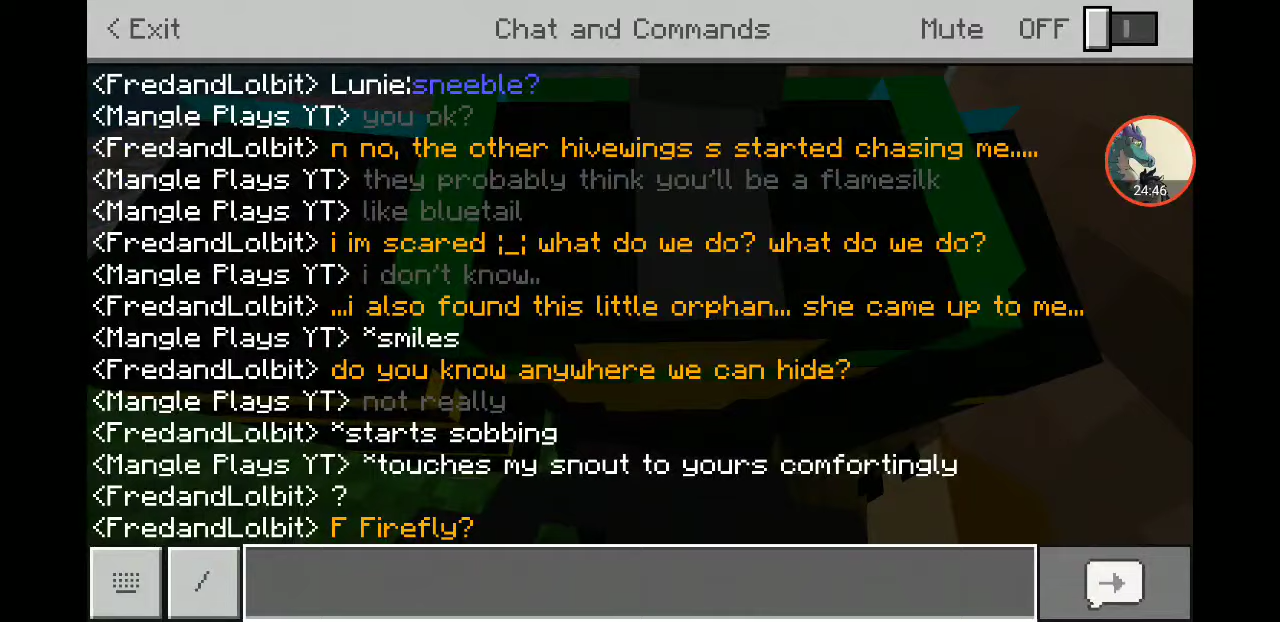 < Exit
Chat and Commands
Mute OFF
<FredandLolbit> Lunie:sneeble?
<Mangle Plays YT> you ok?
<FredandLolbit> n no, the other hivewings s started chasing me.....
<Mangle Plays YT> they probably think you'll be a flamesilk
<Mangle Plays YT> like bluetail
<FredandLolbit> i im scared ;_; what do we do? what do we do?
<Mangle Plays YT> i don't know..
<FredandLolbit> ...i also found this little orphan... she came up to me...
<Mangle Plays YT> *smiles
<FredandLolbit> do you know anywhere we can hide?
<Mangle Plays YT> not really
<FredandLolbit> *starts sobbing
<Mangle Plays YT> *touches my snout to yours comfortingly
<FredandLolbit> ?
<FredandLolbit> F Firefly?
24:46
/